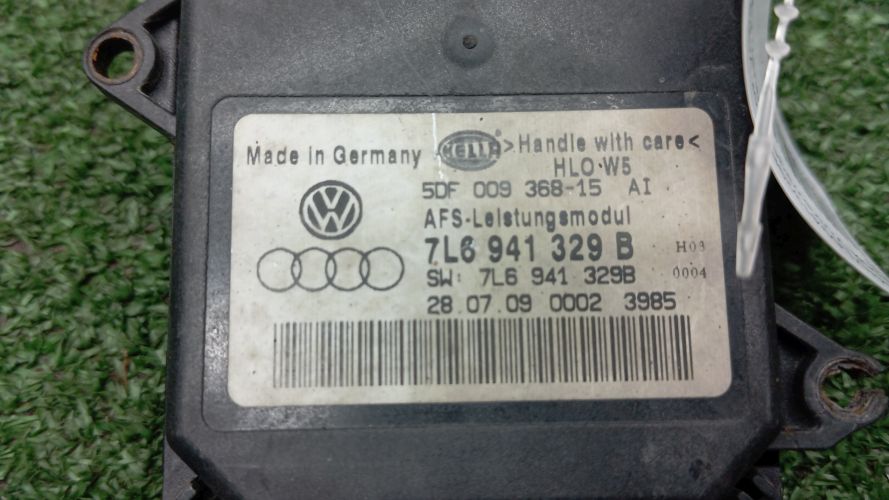 Made in Germany HELLA® >Handle with care<
HLO W5
5DF 009 368-15 AI
AFS-Leistungsmodul
7L6 941 329 B H03
SW: 7L6 941 329B 0004
28.07.09 0002 3985